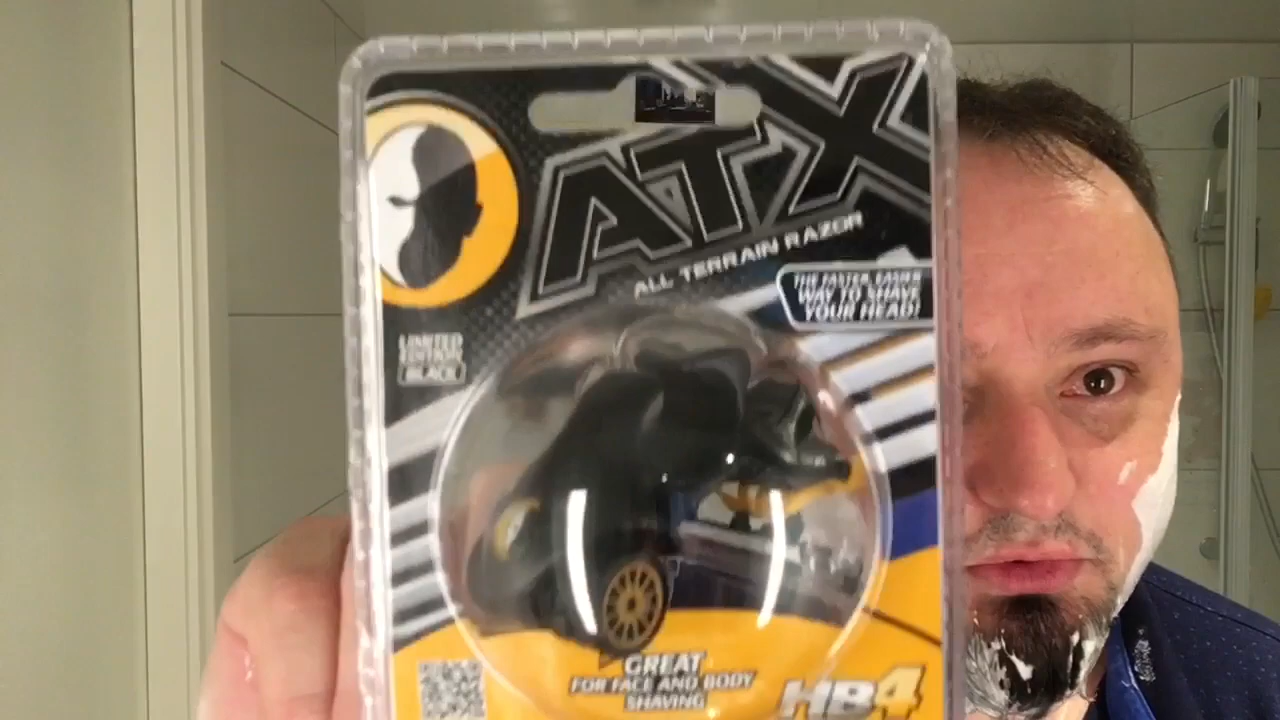 ATX
ALL TERRAIN RAZOR
THE FASTER, EASIER
WAY TO SHAVE
YOUR HEAD!
LIMITED
EDITION
BLACK
GREAT
FOR FACE AND BODY
SHAVING
HB4